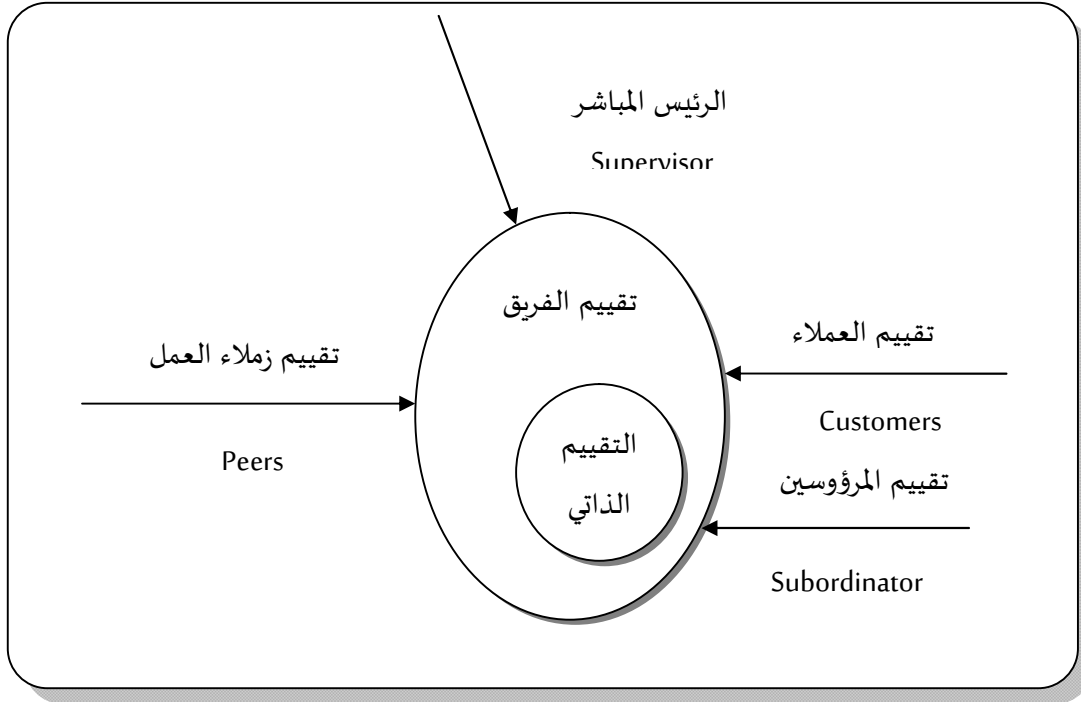 الرئيس المباشر
Supervisor
تقييم الفريق
تقييم العملاء
تقييم زملاء العمل
Customers
Peers
التقييم
الذاتي
تقييم المرؤوسين
Subordinator